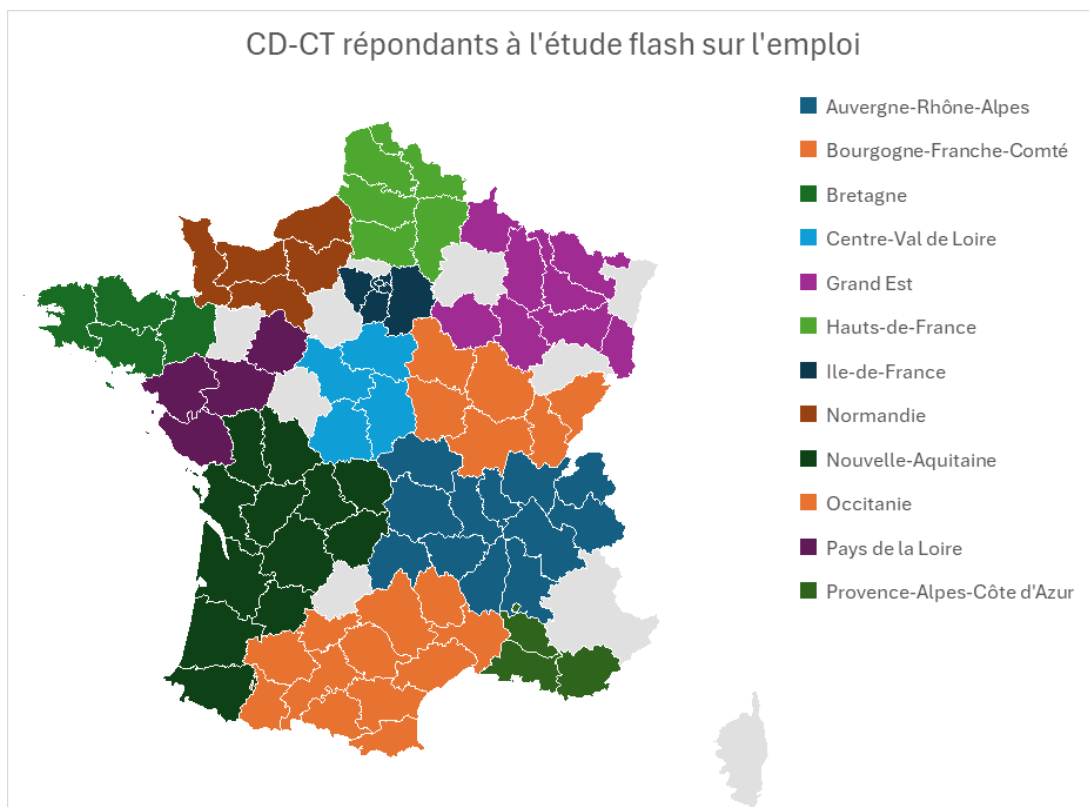 CD-CT répondants à l'étude flash sur l'emploi
Auvergne-Rhône-Alpes
Bourgogne-Franche-Comté
Bretagne
Centre-Val de Loire
Grand Est
Hauts-de-France
Ile-de-France
Normandie
Nouvelle-Aquitaine
Occitanie
Pays de la Loire
Provence-Alpes-Côte d'Azur